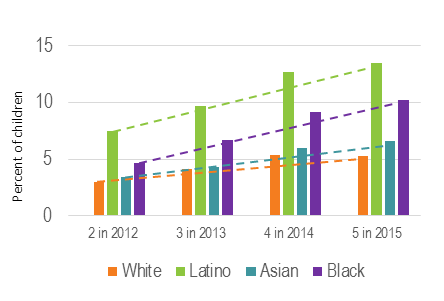 15
10
5
0
Percent of children
2 in 2012 3 in 2013 4 in 2014 5 in 2015
White Latino Asian Black